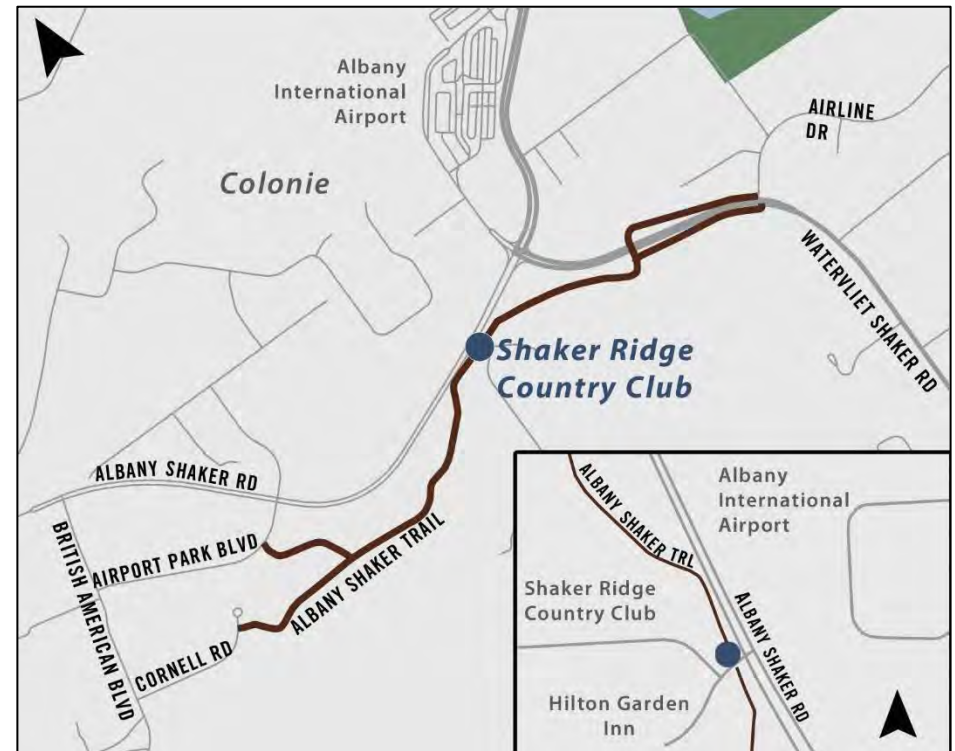 Albany
International
Airport
Colonie
AIRLINE
DR
WATERVLIET SHAKER RD
Shaker Ridge
Country Club
ALBANY SHAKER RD
BRITISH AMERICAN BLVD
AIRPORT PARK BLVD
ALBANY SHAKER TRAIL
CORNELL RD
ALBANY SHAKER TRL
Albany
International
Airport
Shaker Ridge
Country Club
ALBANY SHAKER RD
Hilton Garden
Inn